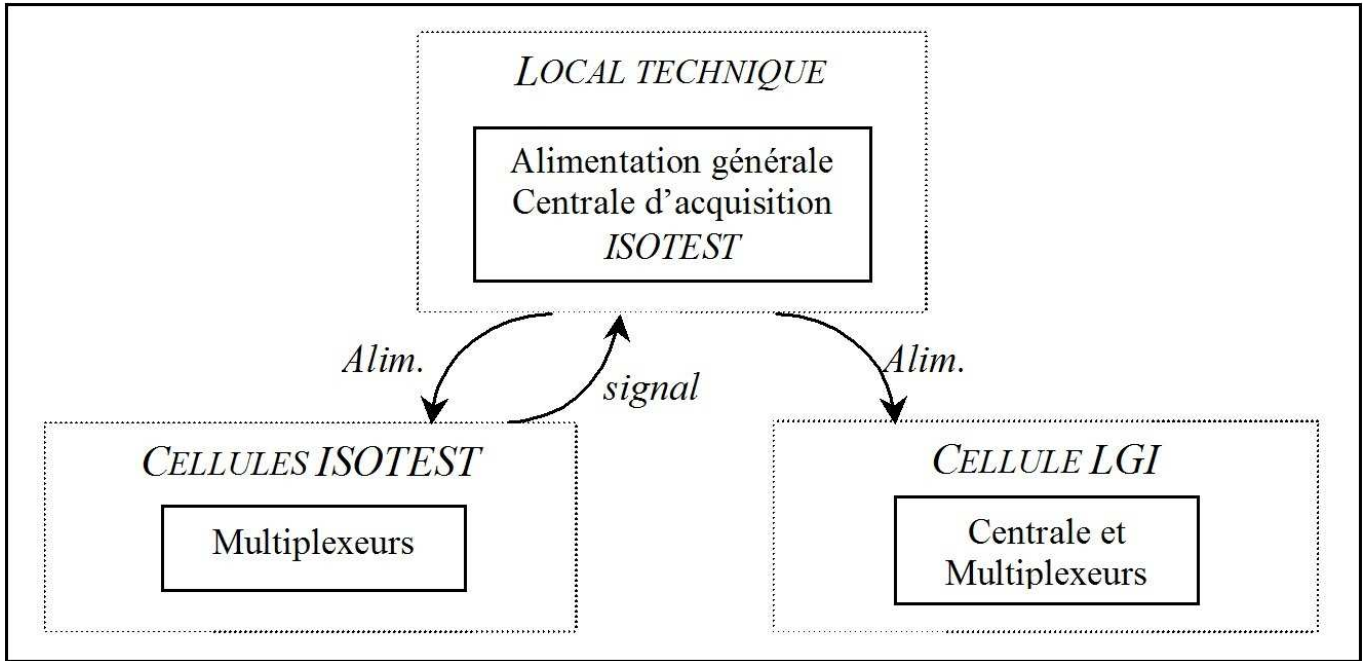 LOCAL TECHNIQUE
Alimentation générale
Centrale d'acquisition
ISOTEST
Alim.
signal
Alim.
CELLULES ISOTEST
Multiplexeurs
CELLULE LGI
Centrale et
Multiplexeurs